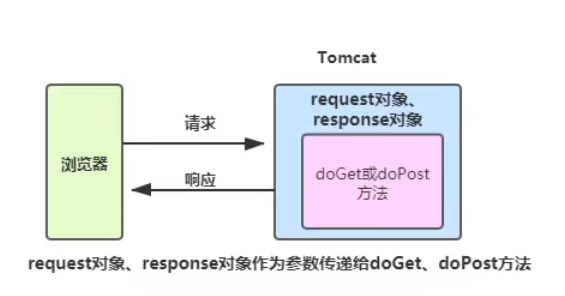 Tomcat
request对象、
response对象
请求
浏览器
doGet或doPost
方法
响应
request对象、response对象作为参数传递给doGet、doPost方法